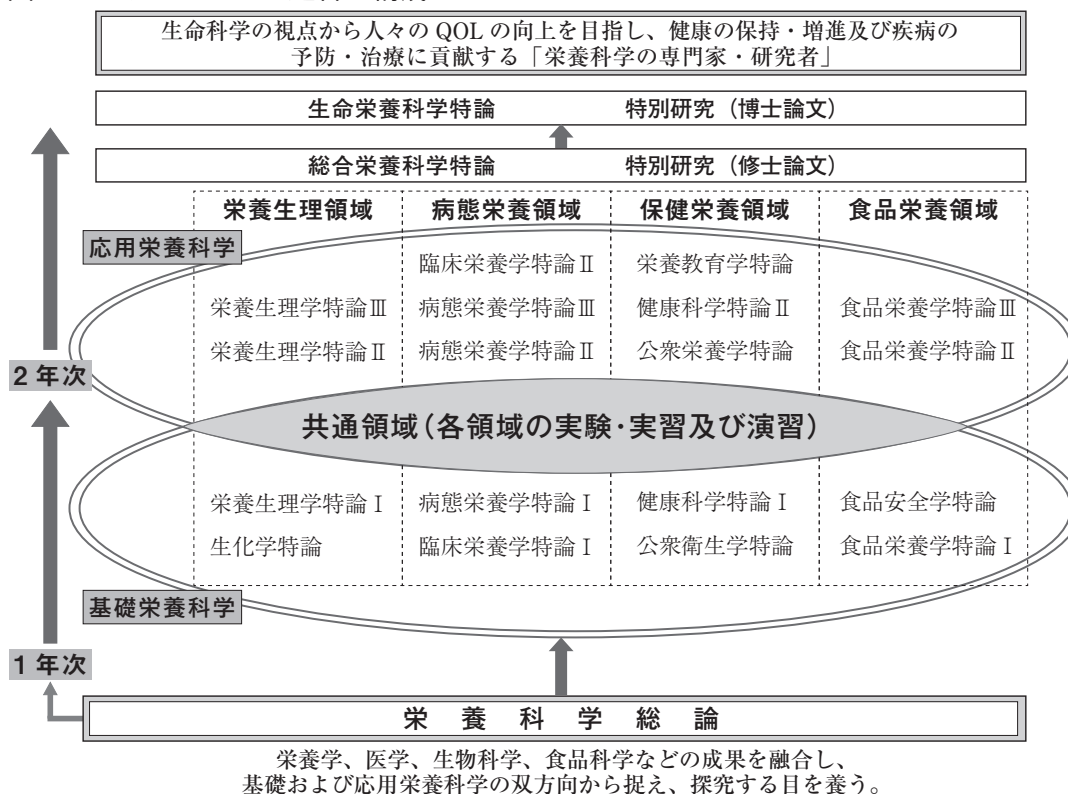 生命科学の視点から人々の QOL の向上を目指し、健康の保持・増進及び疾病の
予防・治療に貢献する「栄養科学の専門家・研究者」
生命栄養科学特論 特別研究（博士論文）
総合栄養科学特論 特別研究（修士論文）
栄養生理領域 病態栄養領域 保健栄養領域 食品栄養領域
応用栄養科学
臨床栄養学特論Ⅱ 栄養教育学特論
栄養生理学特論Ⅲ 病態栄養学特論Ⅲ 健康科学特論Ⅱ 食品栄養学特論Ⅲ
栄養生理学特論Ⅱ 病態栄養学特論Ⅱ 公衆栄養学特論 食品栄養学特論Ⅱ
2 年次
共通領域（各領域の実験・実習及び演習）
栄養生理学特論Ⅰ 病態栄養学特論Ⅰ 健康科学特論Ⅰ 食品安全学特論
生化学特論 臨床栄養学特論Ⅰ 公衆衛生学特論 食品栄養学特論Ⅰ
基礎栄養科学
1 年次
栄養科学総論
栄養学、医学、生物科学、食品科学などの成果を融合し、
基礎および応用栄養科学の双方向から捉え、探究する目を養う。